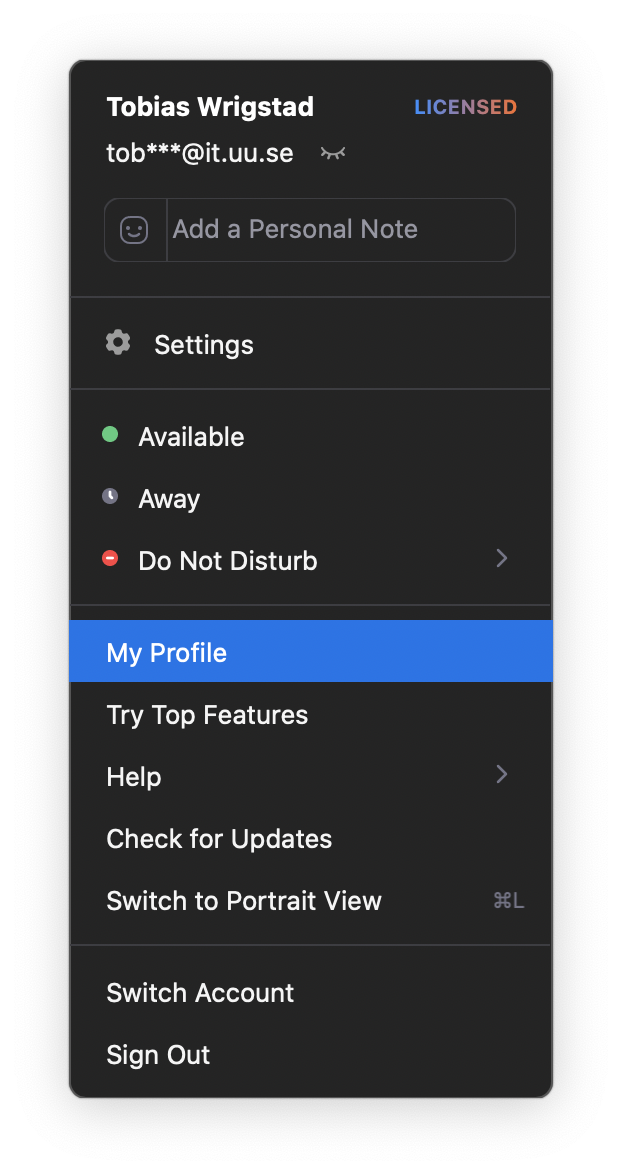 Tobias Wrigstad LICENSED
tob***@it.uu.se
Add a Personal Note
Settings
Available
Away
Do Not Disturb
My Profile
Try Top Features
Help
Check for Updates
Switch to Portrait View ⌘L
Switch Account
Sign Out